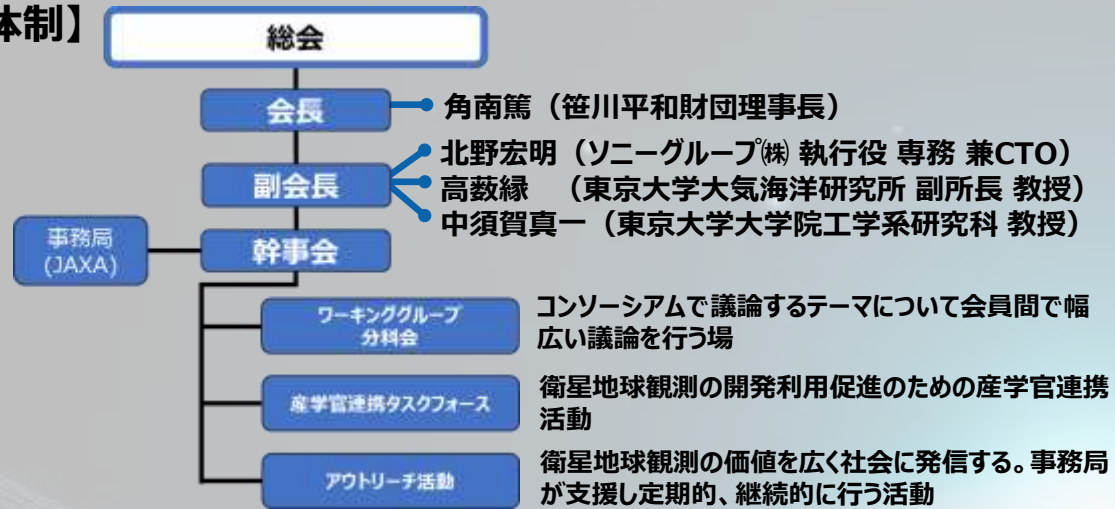 体制】
総会
会長
角南篤（笹川平和財団理事長）
副会長
北野宏明（ソニーグループ㈱ 執行役 専務 兼CTO）
高薮縁　（東京大学大気海洋研究所 副所長 教授）
中須賀真一（東京大学大学院工学系研究科 教授）
事務局
(JAXA)
幹事会
ワーキンググループ
分科会
コンソーシアムで議論するテーマについて会員間で幅
広い議論を行う場
産学官連携タスクフォース
衛星地球観測の開発利用促進のための産学官連携
活動
アウトリーチ活動
衛星地球観測の価値を広く社会に発信する。事務局
が支援し定期的、継続的に行う活動